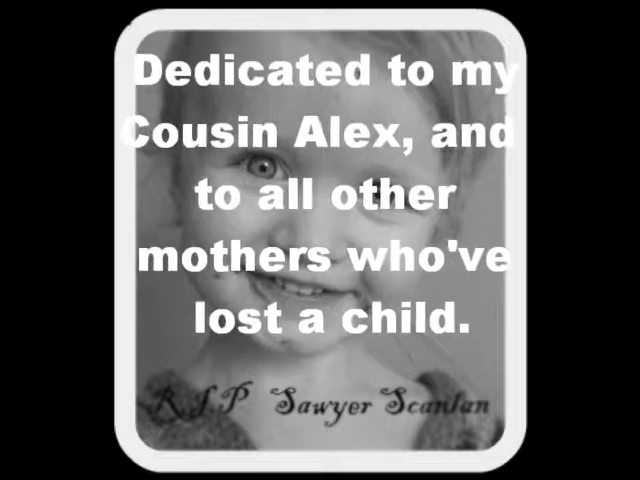 Dedicated to my
Cousin Alex, and
to all other
mothers who've
lost a child.
R.I.P Sawyer Scanlan